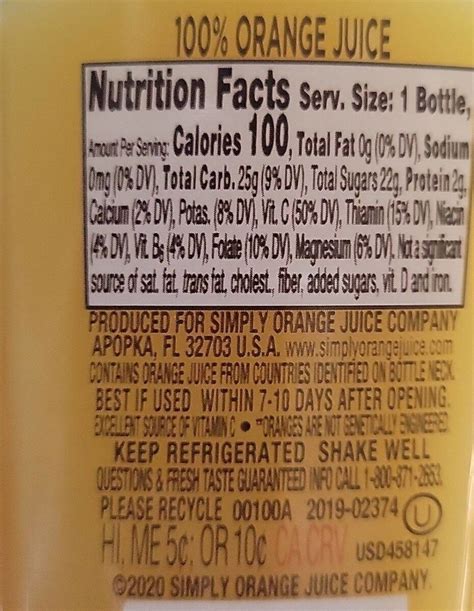 100% ORANGE JUICE
Nutrition Facts Serv. Size: 1 Bottle,
Amount Per Serving: Calories 100, Total Fat 0g (0% DV), Sodium
0mg (0% DV), Total Carb. 25g (9% DV), Total Sugars 22g, Protein 2g,
Calcium (2% DV), Potas. (8% DV), Vit. C (50% DV), Thiamin (15% DV), Niacin
(4% DV), Vit. B₆ (4% DV), Folate (10% DV), Magnesium (6% DV). Not a significant
source of sat. fat, trans fat, cholest., fiber, added sugars, vit. D and iron.
PRODUCED FOR SIMPLY ORANGE JUICE COMPANY
APOPKA, FL 32703 U.S.A. www.simplyorangejuice.com
CONTAINS ORANGE JUICE FROM COUNTRIES IDENTIFIED ON BOTTLE NECK.
BEST IF USED WITHIN 7-10 DAYS AFTER OPENING.
EXCELLENT SOURCE OF VITAMIN C • **ORANGES ARE NOT GENETICALLY ENGINEERED.
KEEP REFRIGERATED SHAKE WELL
QUESTIONS & FRESH TASTE GUARANTEED INFO CALL 1-800-871-2653.
PLEASE RECYCLE 00100A 2019-02374 U
HI, ME 5¢; OR 10¢ CA CRV USD458147
©2020 SIMPLY ORANGE JUICE COMPANY.